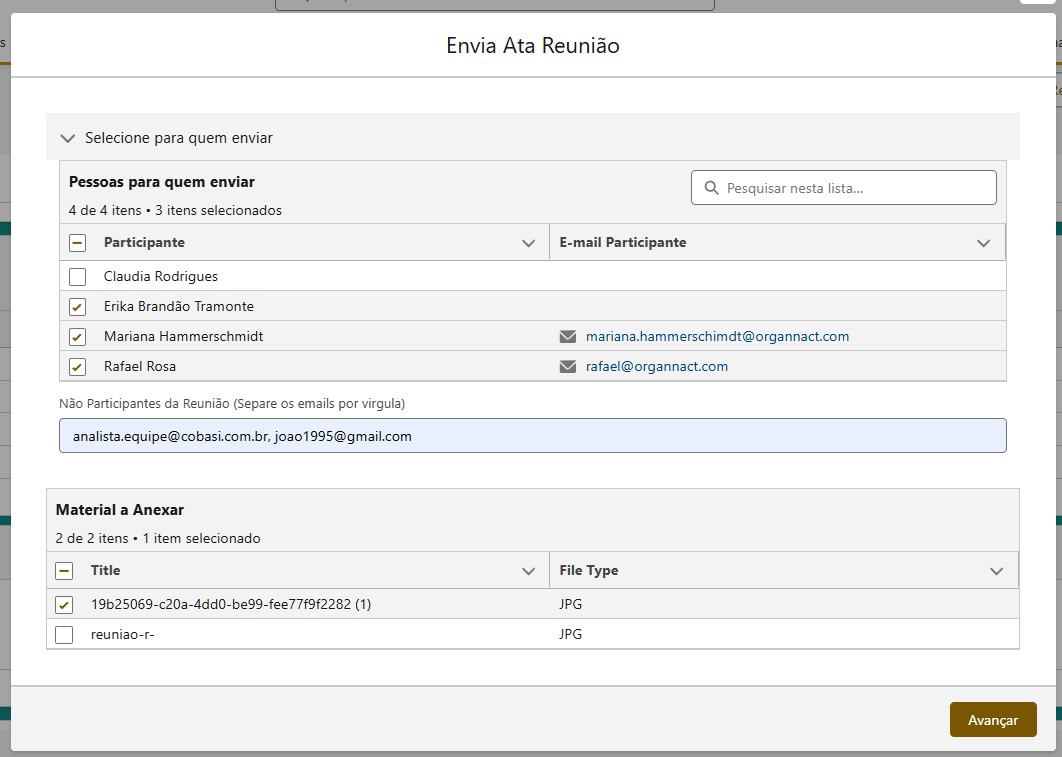 Envia Ata Reunião
Selecione para quem enviar
Pessoas para quem enviar
Pesquisar nesta lista...
4 de 4 itens • 3 itens selecionados
Participante E-mail Participante
Claudia Rodrigues
Erika Brandão Tramonte
Mariana Hammerschmidt mariana.hammerschimdt@organnact.com
Rafael Rosa rafael@organnact.com
Não Participantes da Reunião (Separe os emails por virgula)
analista.equipe@cobasi.com.br, joao1995@gmail.com
Material a Anexar
2 de 2 itens • 1 item selecionado
Title File Type
19b25069-c20a-4dd0-be99-fee77f9f2282 (1) JPG
reuniao-r- JPG
Avançar